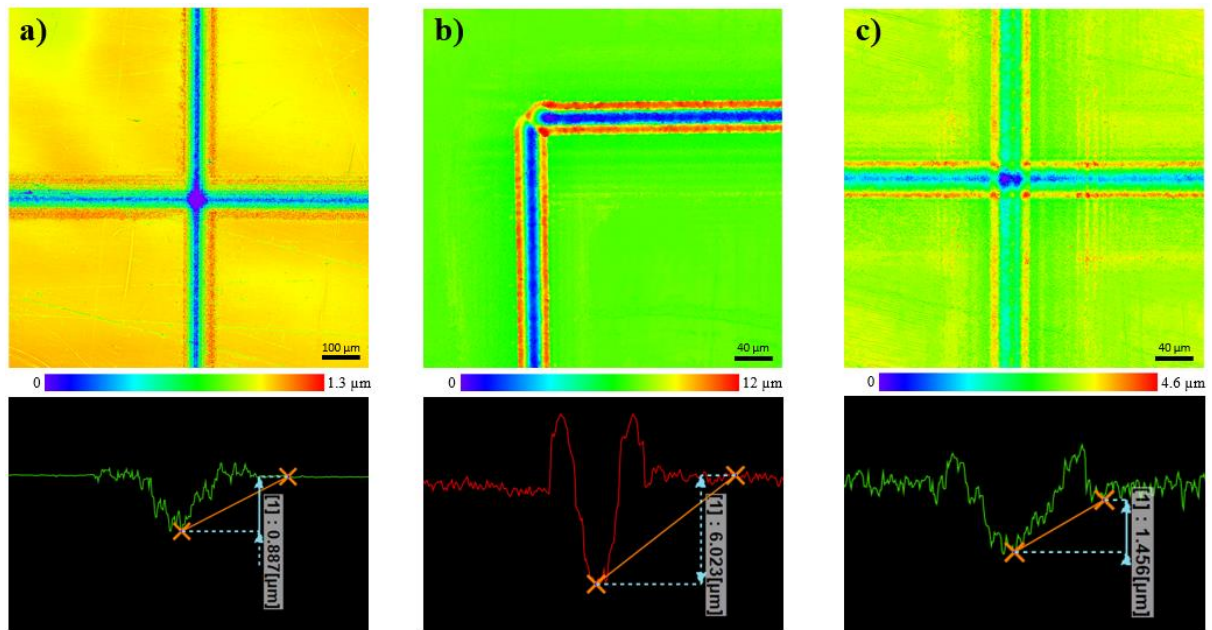 a)
b)
c)
100 µm
40 µm
40 µm
0
1.3 µm
0
12 µm
0
4.6 µm
[1] : 0.887[µm]
[1] : 6.023[µm]
[1] : 1.456[µm]